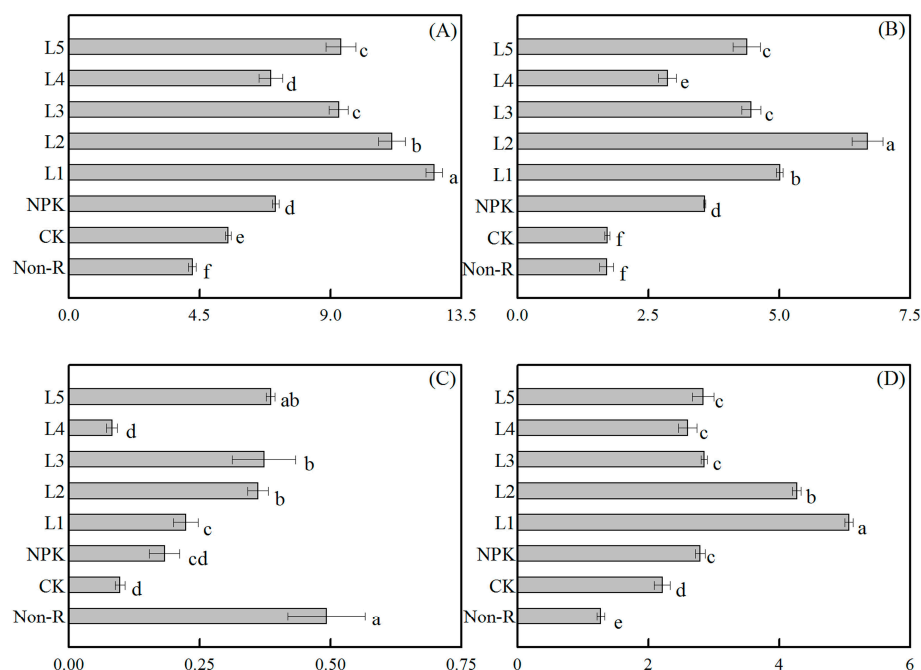 (A)
L5 c
L4 d
L3 c
L2 b
L1 a
NPK d
CK e
Non-R f
0.0 4.5 9.0 13.5
(B)
L5 c
L4 e
L3 c
L2 a
L1 b
NPK d
CK f
Non-R f
0.0 2.5 5.0 7.5
(C)
L5 ab
L4 d
L3 b
L2 b
L1 c
NPK cd
CK d
Non-R a
0.00 0.25 0.50 0.75
(D)
L5 c
L4 c
L3 c
L2 b
L1 a
NPK c
CK d
Non-R e
0 2 4 6